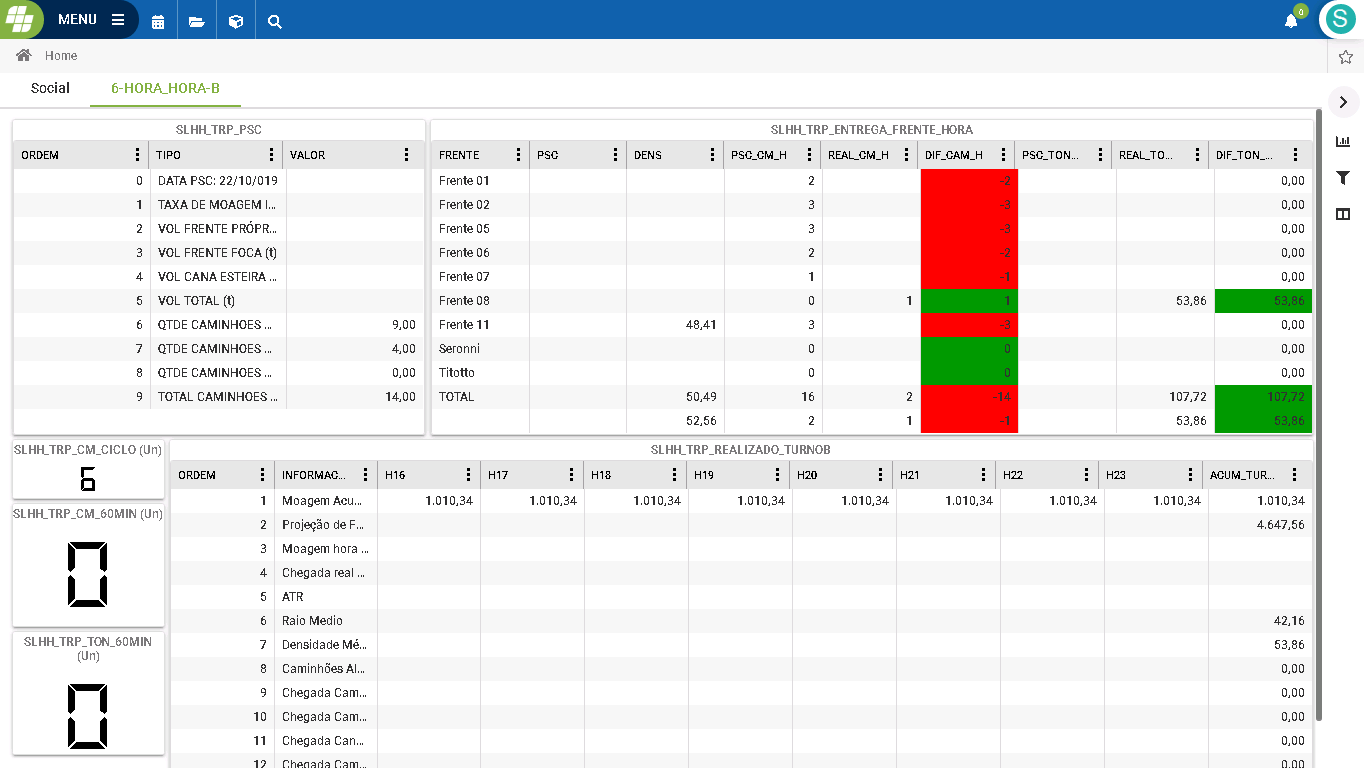 MENU
0
S
Home
Social 6-HORA_HORA-B
SLHH_TRP_PSC
ORDEM TIPO VALOR
0 DATA PSC: 22/10/019
1 TAXA DE MOAGEM I...
2 VOL FRENTE PRÓPR...
3 VOL FRENTE FOCA (t)
4 VOL CANA ESTEIRA ...
5 VOL TOTAL (t)
6 QTDE CAMINHOES ... 9,00
7 QTDE CAMINHOES ... 4,00
8 QTDE CAMINHOES ... 0,00
9 TOTAL CAMINHOES ... 14,00
SLHH_TRP_ENTREGA_FRENTE_HORA
FRENTE PSC DENS PSC_CM_H REAL_CM_H DIF_CAM_H PSC_TON... REAL_TO... DIF_TON_...
Frente 01 2 -2 0,00
Frente 02 3 -3 0,00
Frente 05 3 -3 0,00
Frente 06 2 -2 0,00
Frente 07 1 -1 0,00
Frente 08 0 1 1 53,86 53,86
Frente 11 48,41 3 -3 0,00
Seronni 0 0 0,00
Titotto 0 0 0,00
TOTAL 50,49 16 2 -14 107,72 107,72
52,56 2 1 -1 53,86 53,86
SLHH_TRP_CM_CICLO (Un)
6
SLHH_TRP_CM_60MIN (Un)
0
SLHH_TRP_TON_60MIN
(Un)
0
SLHH_TRP_REALIZADO_TURNOB
ORDEM INFORMAC... H16 H17 H18 H19 H20 H21 H22 H23 ACUM_TUR...
1 Moagem Acu... 1.010,34 1.010,34 1.010,34 1.010,34 1.010,34 1.010,34 1.010,34 1.010,34 1.010,34
2 Projeção de F... 4.647,56
3 Moagem hora ...
4 Chegada real ...
5 ATR
6 Raio Medio 42,16
7 Densidade Mé... 53,86
8 Caminhões Al... 0,00
9 Chegada Cam... 0,00
10 Chegada Cam... 0,00
11 Chegada Can... 0,00
12 Chegada Cam... 0,00